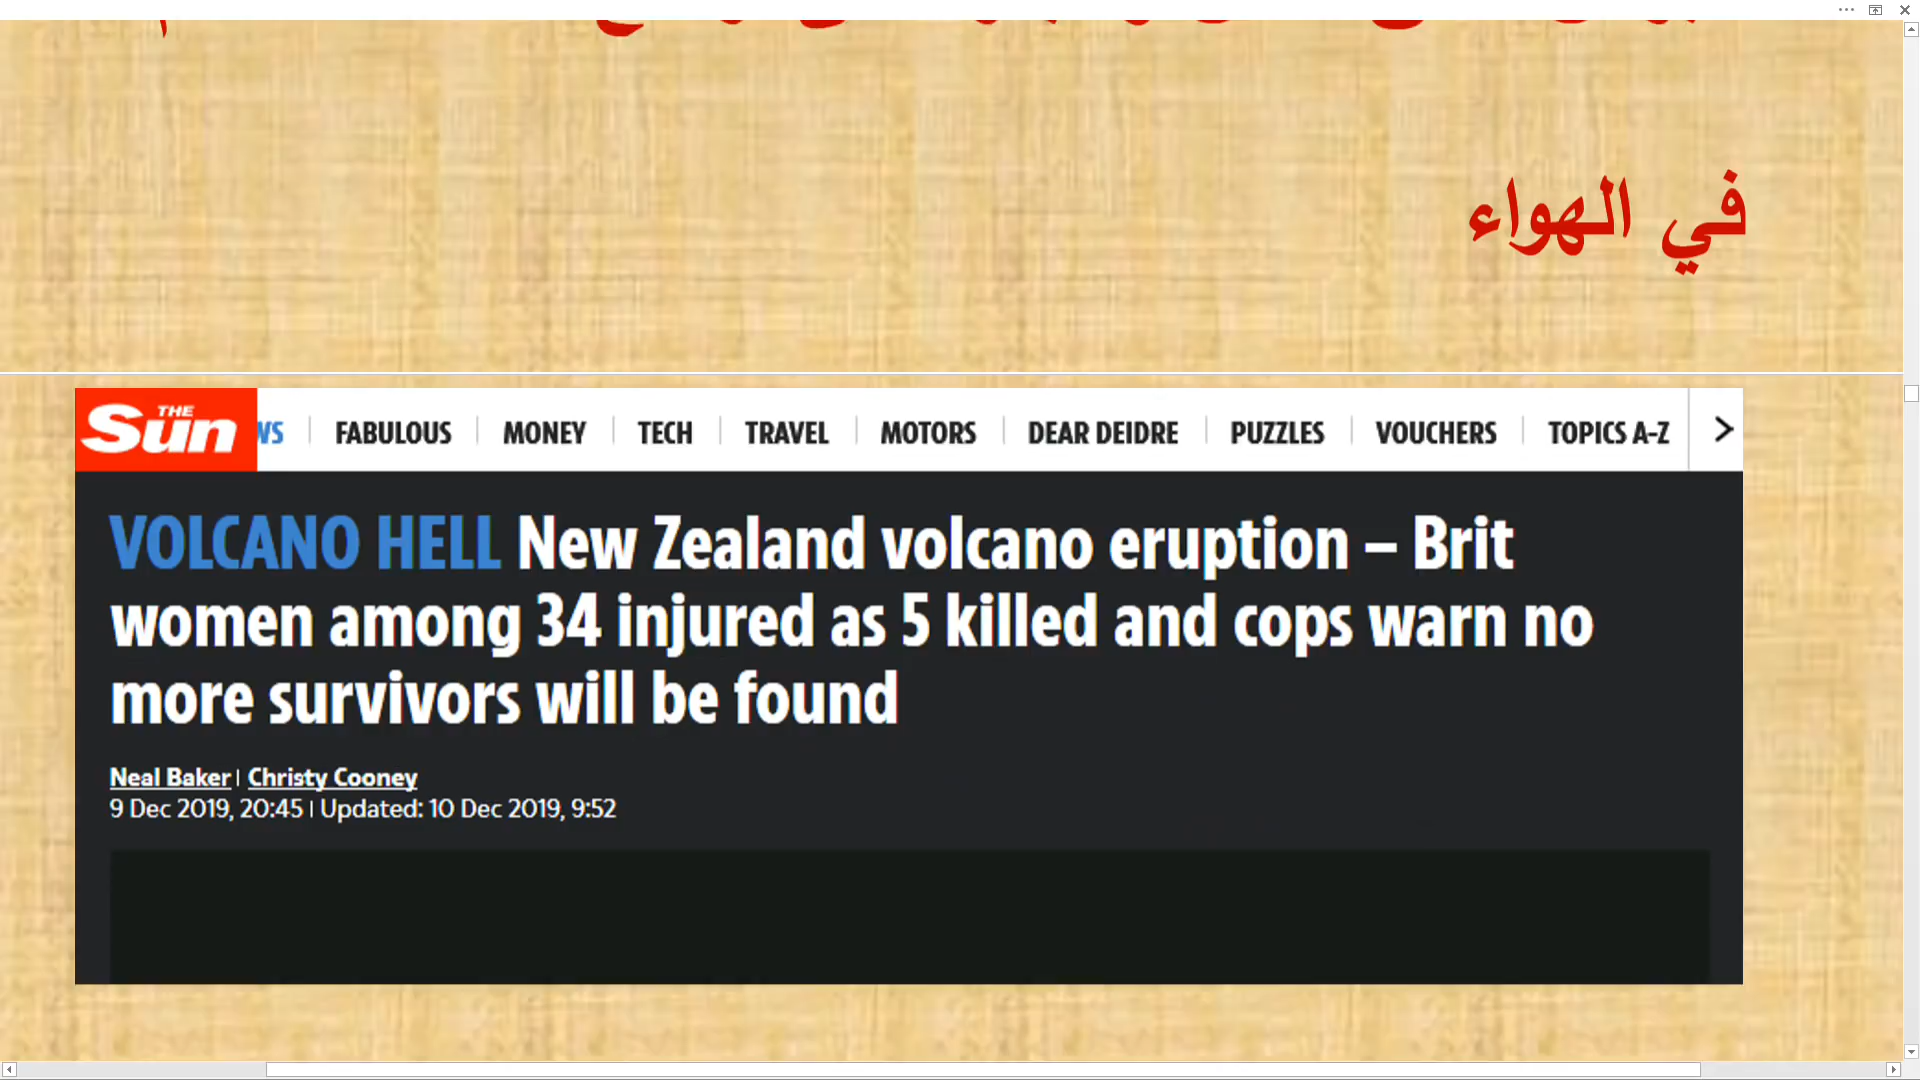 في الهواء
THE Sun
WS FABULOUS MONEY TECH TRAVEL MOTORS DEAR DEIDRE PUZZLES VOUCHERS TOPICS A-Z
VOLCANO HELL New Zealand volcano eruption – Brit
women among 34 injured as 5 killed and cops warn no
more survivors will be found
Neal Baker | Christy Cooney
9 Dec 2019, 20:45 | Updated: 10 Dec 2019, 9:52